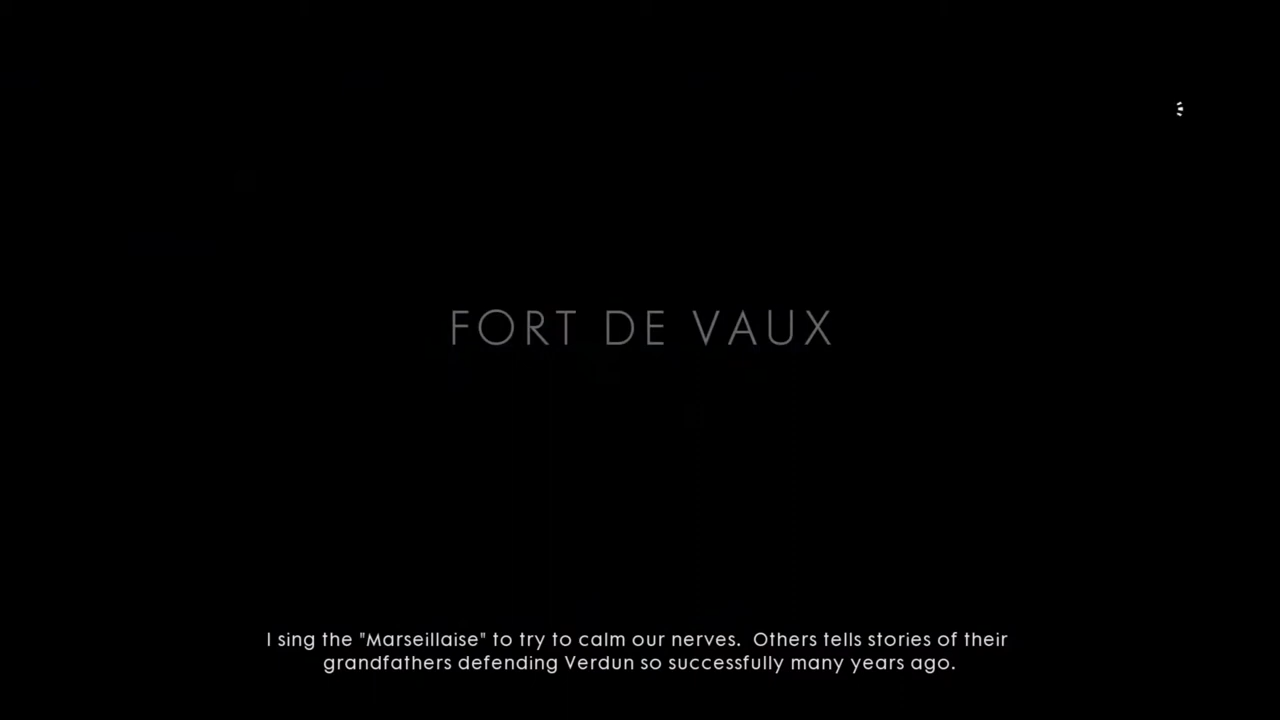 FORT DE VAUX
I sing the "Marseillaise" to try to calm our nerves.  Others tells stories of their
grandfathers defending Verdun so successfully many years ago.